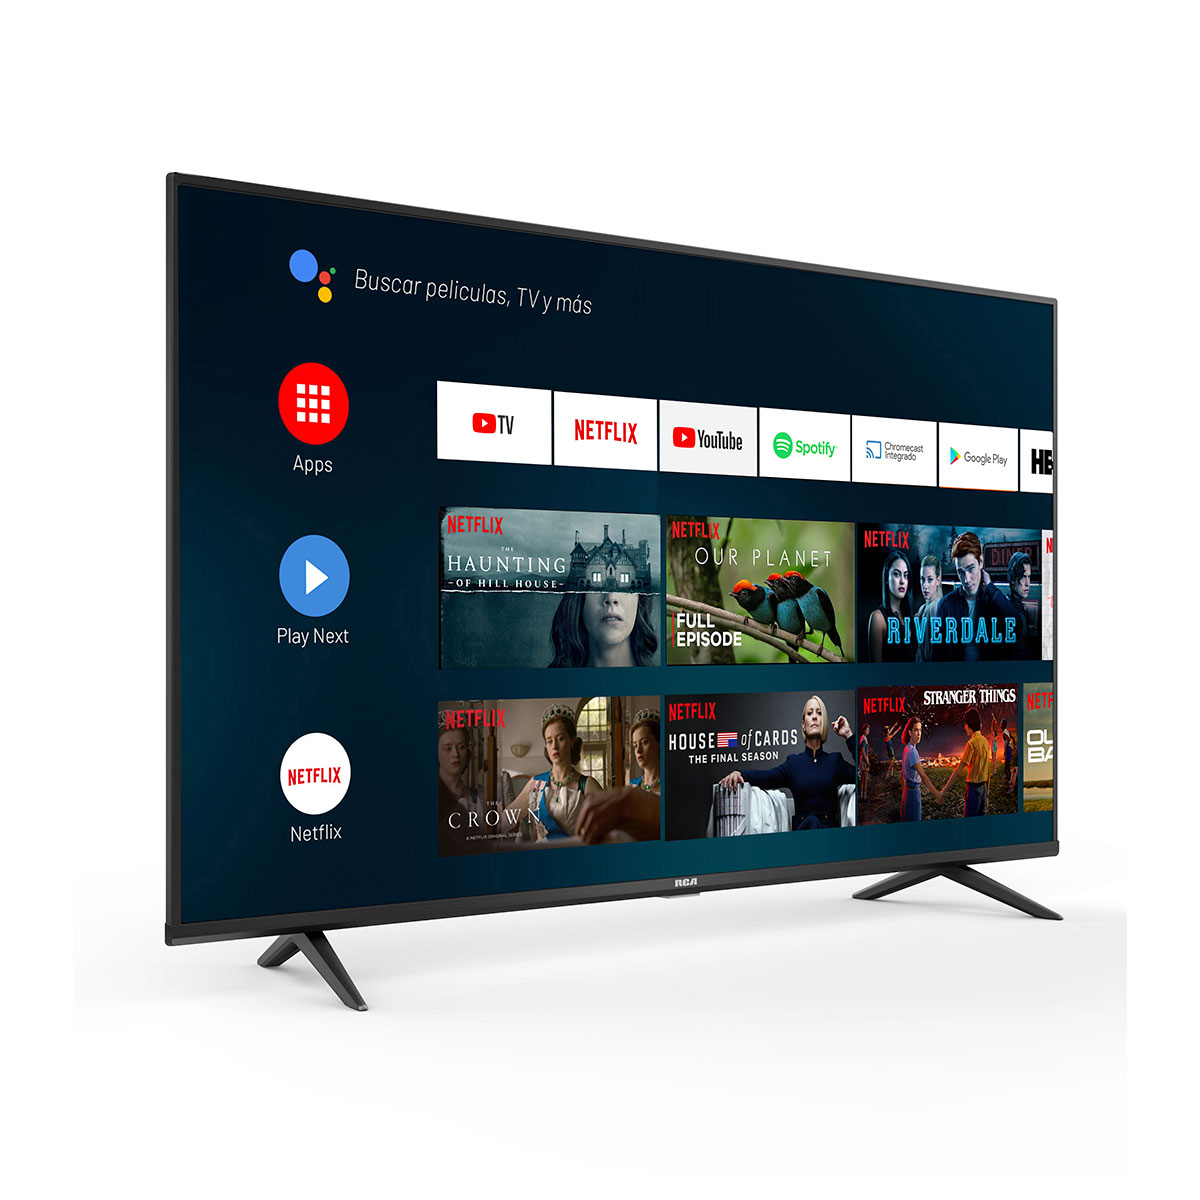 Buscar peliculas, TV y más
Apps
Play Next
NETFLIX
Netflix
TV
NETFLIX
YouTube
Spotify
Chromecast
Integrado
Google Play
NETFLIX
THE
HAUNTING
-OF HILL HOUSE-
NETFLIX
OUR PLANET
FULL
EPISODE
NETFLIX
DINER
RIVERDALE
NETFLIX
THE
CROWN
A NETFLIX ORIGINAL SERIES
NETFLIX
HOUSE of CARDS
THE FINAL SEASON
NETFLIX
STRANGER THINGS
RCA